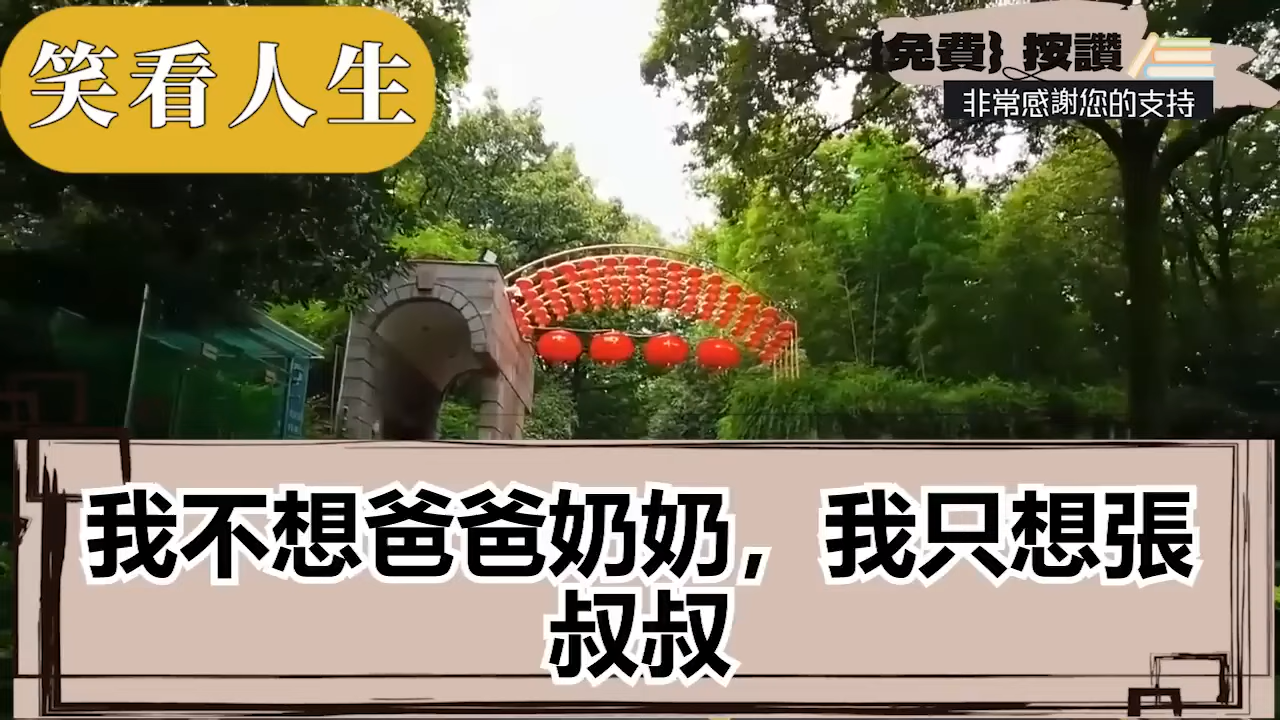 笑看人生
{免費} 按讚
非常感謝您的支持
我不想爸爸奶奶，我只想張
叔叔